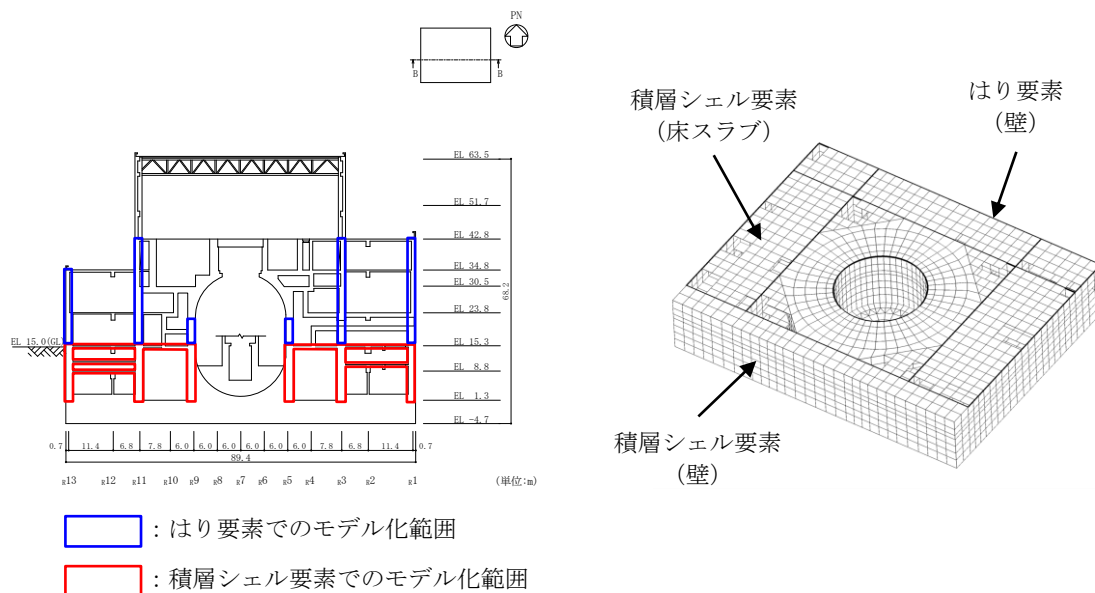 PN
B
B
EL 63.5
EL 51.7
EL 42.8
EL 34.8
EL 30.5
EL 23.8
EL 15.3
EL 8.8
EL 1.3
EL -4.7
68.2
EL 15.0(GL)
0.7 11.4 6.8 7.8 6.0 6.0 6.0 6.0 6.0 7.8 6.8 11.4 0.7
89.4
R13 R12 R11 R10 R9 R8 R7 R6 R5 R4 R3 R2 R1
(単位:m)
:はり要素でのモデル化範囲
:積層シェル要素でのモデル化範囲
積層シェル要素
(床スラブ)
はり要素
(壁)
積層シェル要素
(壁)